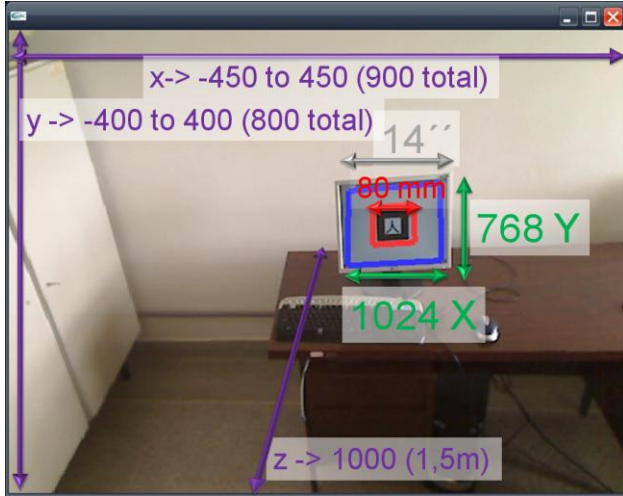 x-> -450 to 450 (900 total)
y -> -400 to 400 (800 total)
14´´
80 mm
768 Y
1024 X
z -> 1000 (1,5m)